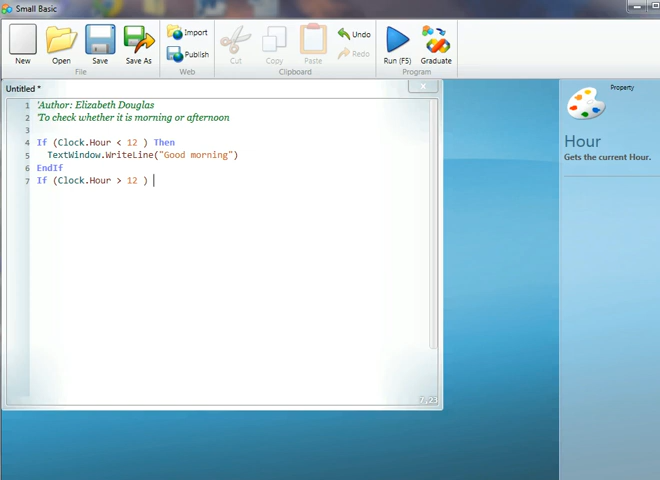 Small Basic
New
Open
Save
Save As
Import
Publish
Cut
Copy
Paste
Undo
Redo
Run (F5)
Graduate
File
Web
Clipboard
Program
Untitled *
1 'Author: Elizabeth Douglas
2 'To check whether it is morning or afternoon
3
4 If (Clock.Hour < 12 ) Then
5 TextWindow.WriteLine("Good morning")
6 EndIf
7 If (Clock.Hour > 12 )
7,23
Property
Hour
Gets the current Hour.